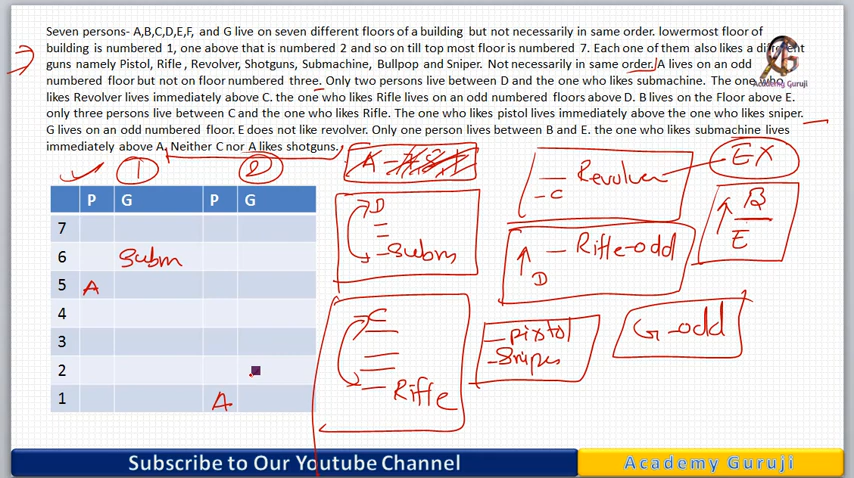 Seven persons- A,B,C,D,E,F, and G live on seven different floors of a building but not necessarily in same order. lowermost floor of
building is numbered 1, one above that is numbered 2 and so on till top most floor is numbered 7. Each one of them also likes a different
guns namely Pistol, Rifle , Revolver, Shotguns, Submachine, Bullpop and Sniper. Not necessarily in same order. A lives on an odd
numbered floor but not on floor numbered three. Only two persons live between D and the one who likes submachine. The one who
likes Revolver lives immediately above C. the one who likes Rifle lives on an odd numbered floors above D. B lives on the Floor above E.
only three persons live between C and the one who likes Rifle. The one who likes pistol lives immediately above the one who likes sniper.
G lives on an odd numbered floor. E does not like revolver. Only one person lives between B and E. the one who likes submachine lives
immediately above A. Neither C nor A likes shotguns.
Academy Guruji
① ②
P G P G
7
6 Subm
5 A
4
3
2
1 A
D
Subm
Revolver
C
EX
B
E
Rifle-odd
D
C
Riffe
pistol
Sniper
G-odd
Subscribe to Our Youtube Channel
Academy Guruji